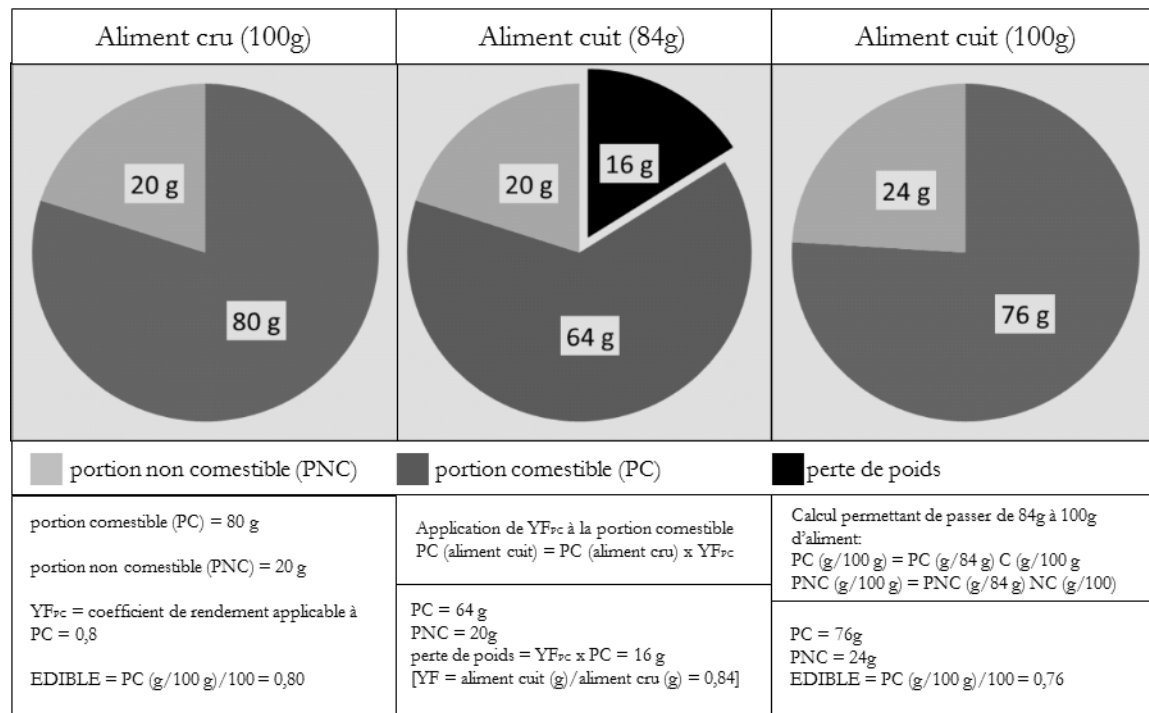 Aliment cru (100g)
Aliment cuit (84g)
Aliment cuit (100g)
20 g
80 g
20 g
16 g
64 g
24 g
76 g
portion non comestible (PNC)
portion comestible (PC)
perte de poids
portion comestible (PC) = 80 g
portion non comestible (PNC) = 20 g
YFPC = coefficient de rendement applicable à
PC = 0,8
EDIBLE = PC (g/100 g)/100 = 0,80
Application de YFPC à la portion comestible
PC (aliment cuit) = PC (aliment cru) x YFPC
PC = 64 g
PNC = 20g
perte de poids = YFPC x PC = 16 g
[YF = aliment cuit (g)/aliment cru (g) = 0,84]
Calcul permettant de passer de 84g à 100g
d'aliment:
PC (g/100 g) = PC (g/84 g) C (g/100 g
PNC (g/100 g) = PNC (g/84 g) NC (g/100)
PC = 76g
PNC = 24g
EDIBLE = PC (g/100 g)/100 = 0,76